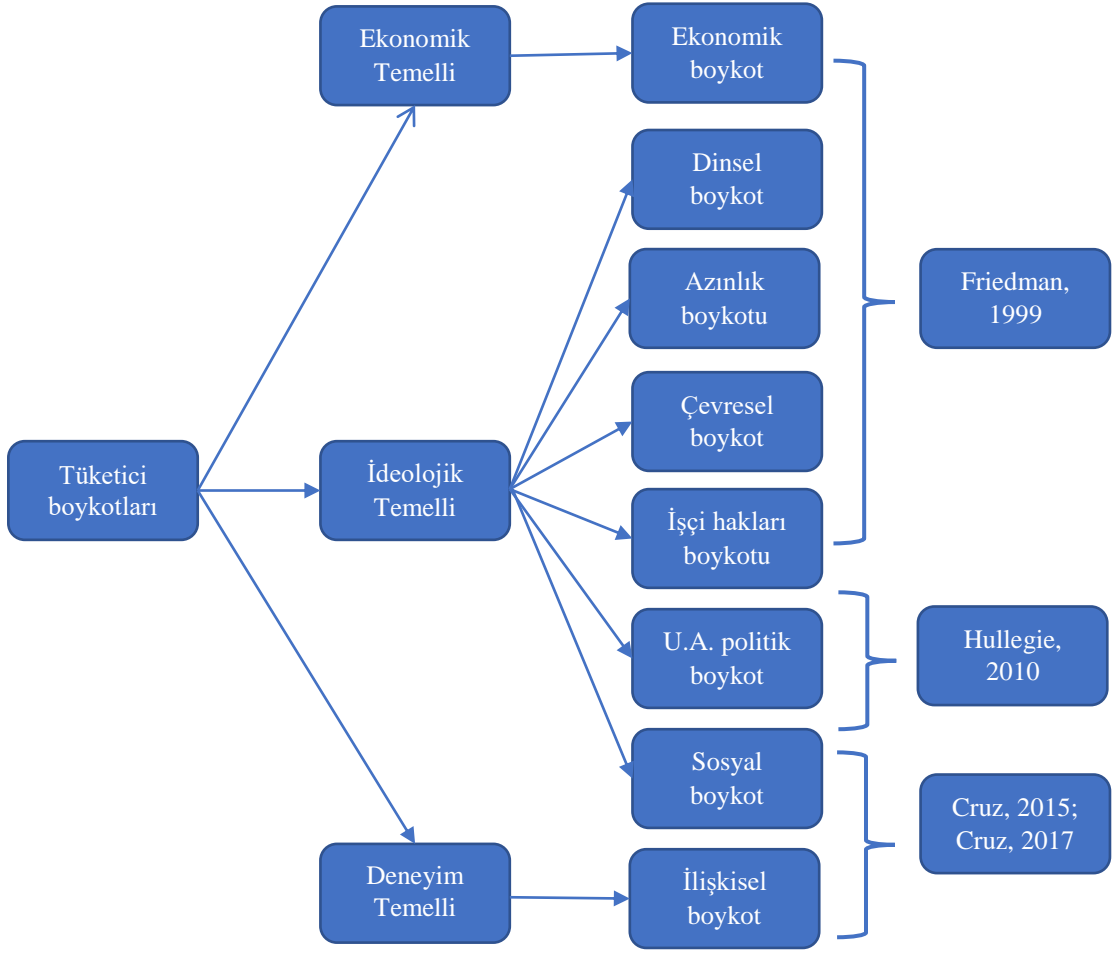 Ekonomik
Temelli
Ekonomik
boykot
Dinsel
boykot
Azınlık
boykotu
Friedman,
1999
Çevresel
boykot
Tüketici
boykotları
İdeolojik
Temelli
İşçi hakları
boykotu
U.A. politik
boykot
Hullegie,
2010
Sosyal
boykot
Cruz, 2015;
Cruz, 2017
Deneyim
Temelli
İlişkisel
boykot